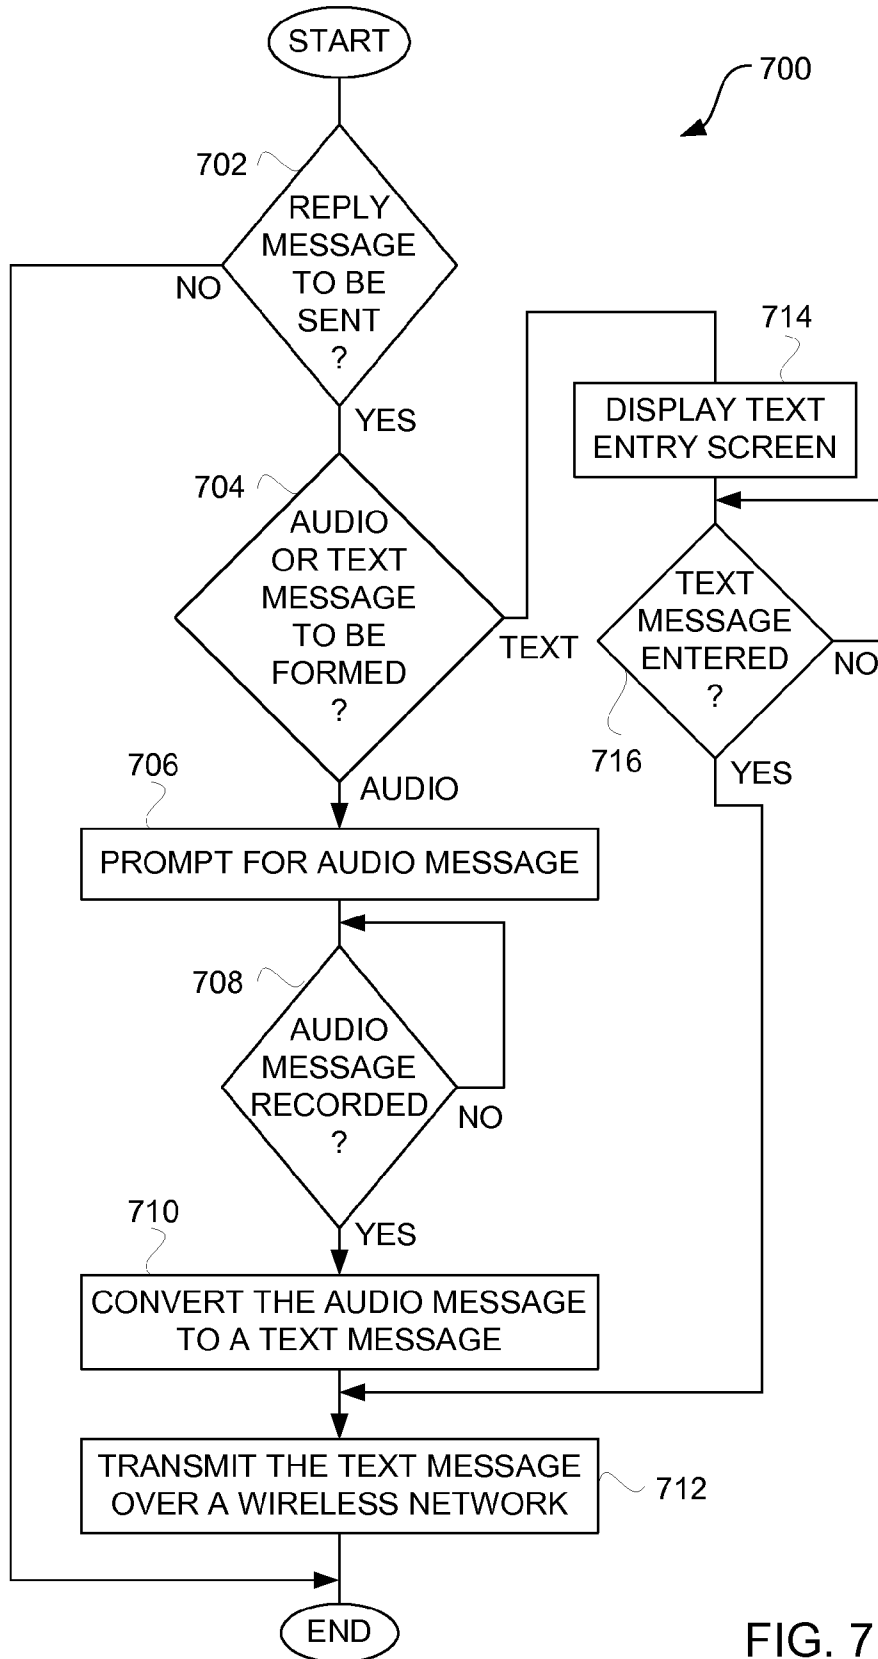 START
700
702
REPLY
MESSAGE
TO BE
SENT
?
NO
YES
714
DISPLAY TEXT
ENTRY SCREEN
704
AUDIO
OR TEXT
MESSAGE
TO BE
FORMED
?
TEXT
TEXT
MESSAGE
ENTERED
?
NO
716
YES
AUDIO
706
PROMPT FOR AUDIO MESSAGE
708
AUDIO
MESSAGE
RECORDED
?
NO
YES
710
CONVERT THE AUDIO MESSAGE
TO A TEXT MESSAGE
TRANSMIT THE TEXT MESSAGE
OVER A WIRELESS NETWORK
712
END
FIG. 7